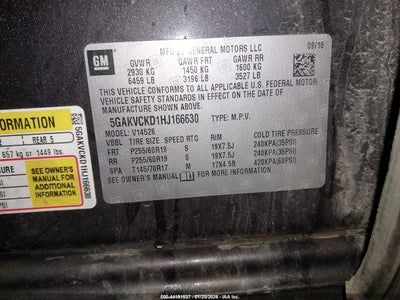 GM
MFG BY GENERAL MOTORS LLC
09/16
GVWR GAWR FRT GAWR RR
2930 KG 1450 KG 1600 KG
6459 LB 3196 LB 3527 LB
THIS VEHICLE CONFORMS TO ALL APPLICABLE U.S. FEDERAL MOTOR
VEHICLE SAFETY STANDARDS IN EFFECT ON THE DATE OF
MANUFACTURE SHOWN ABOVE.
5GAKVCKD1HJ166630 TYPE: M.P.V.
MODEL: V14526
VBBL TIRE SIZE SPEED RTG RIM COLD TIRE PRESSURE
FRT P255/60R19 S 19X7.5J 240KPA(35PSI)
RR P255/60R19 S 19X7.5J 240KPA(35PSI)
SPA T145/70R17 M 17X4.5B 420KPA(60PSI)
SEE OWNER'S MANUAL FOR MORE INFORMATION.
FORMATION
5GAKVCKD1HJ166630
REAR 5
657 kg or 1449 lbs.
SEE OWNER'S
MANUAL FOR
ADDITIONAL
INFORMATION